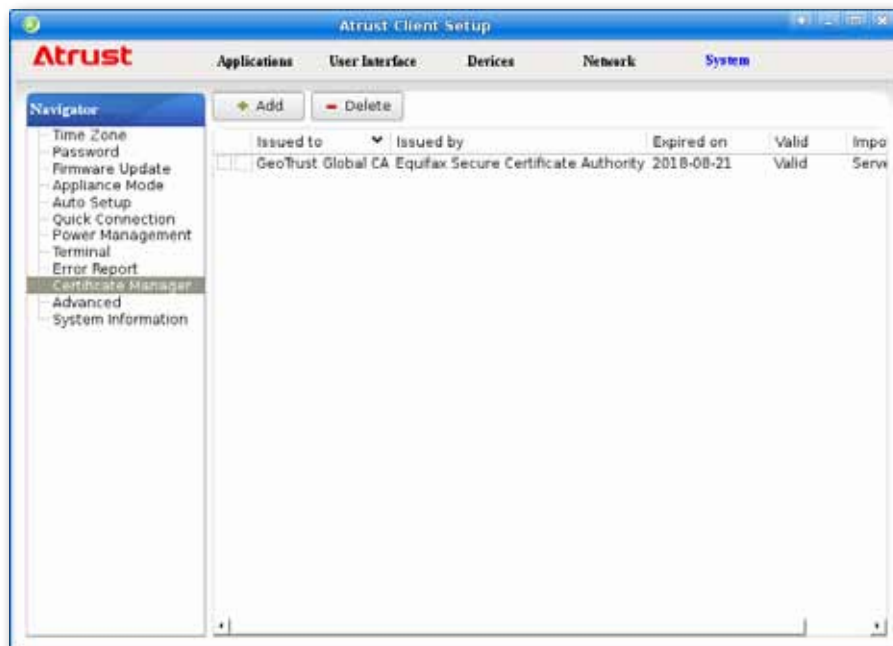 Atrust Client Setup
Atrust
Applications User Interface Devices Network System
Navigator
Time Zone
Password
Firmware Update
Appliance Mode
Auto Setup
Quick Connection
Power Management
Terminal
Error Report
Certificate Manager
Advanced
System Information
Add Delete
Issued to Issued by Expired on Valid Impo
GeoTrust Global CA Equifax Secure Certificate Authority 2018-08-21 Valid Serve